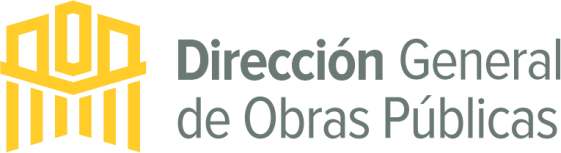 Dirección General
de Obras Públicas